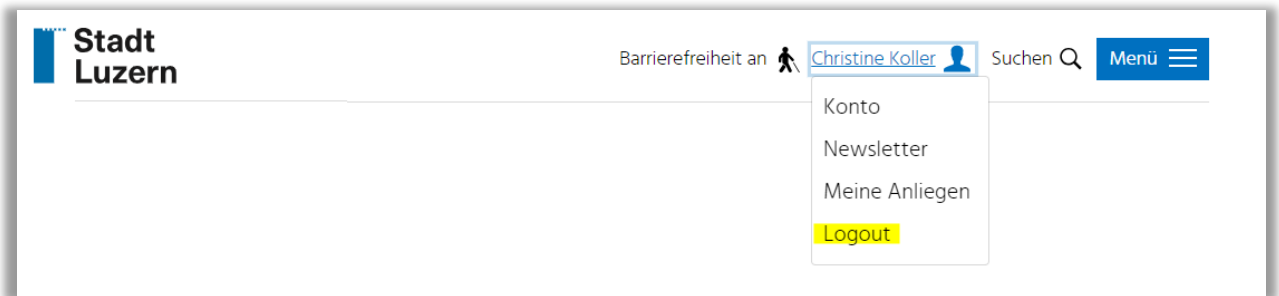 Stadt
Luzern
Barrierefreiheit an Christine Koller Suchen Menü
Konto
Newsletter
Meine Anliegen
Logout